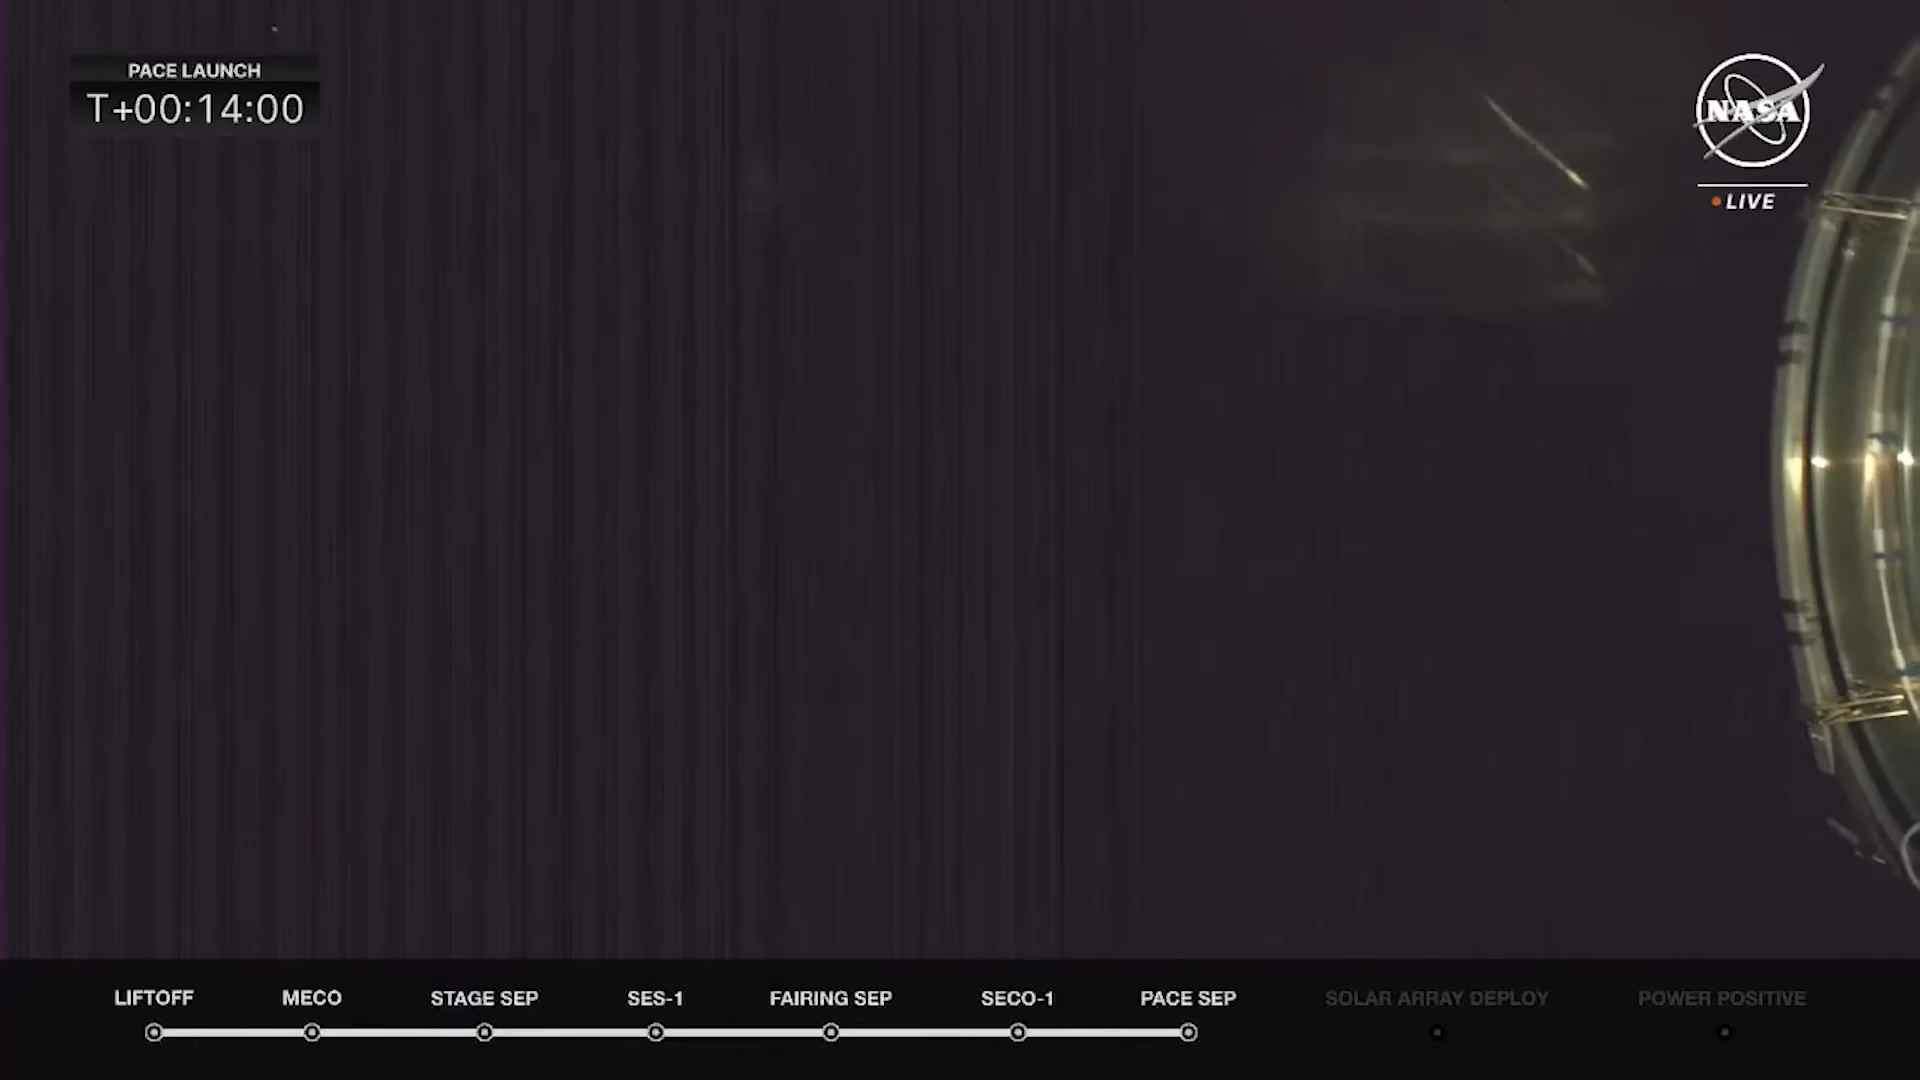 PACE LAUNCH
T+00:14:00
NASA
LIVE
LIFTOFF MECO STAGE SEP SES-1 FAIRING SEP SECO-1 PACE SEP SOLAR ARRAY DEPLOY POWER POSITIVE